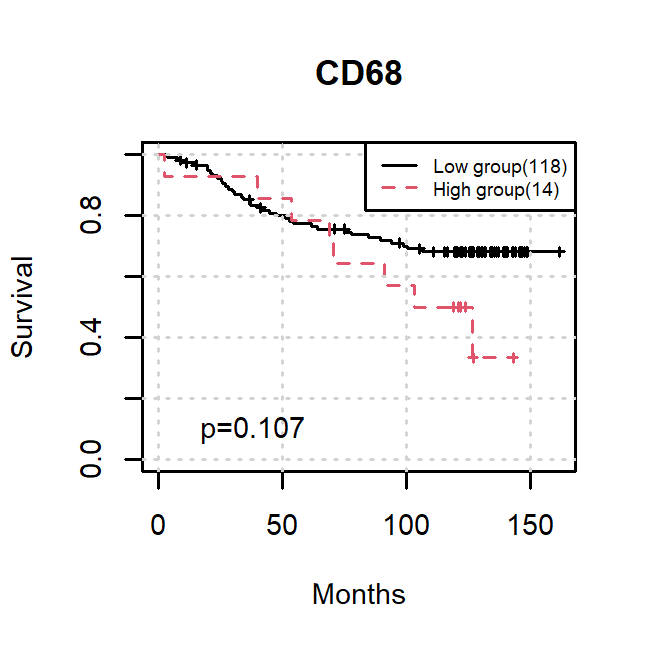 CD68
Low group(118)
High group(14)
Survival
0.8
0.4
0.0
p=0.107
0 50 100 150
Months